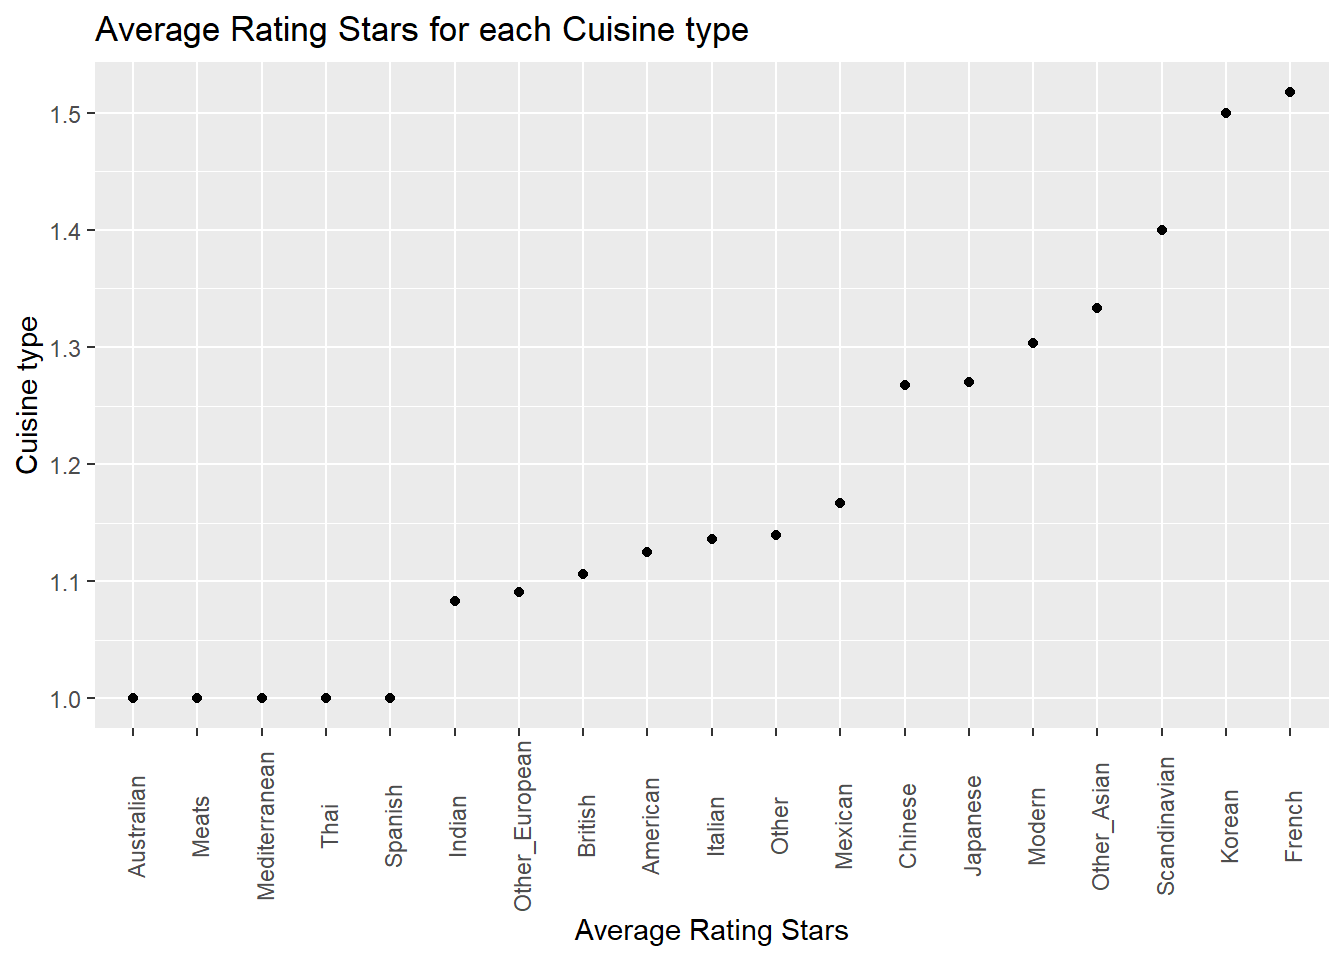 Average Rating Stars for each Cuisine type
Cuisine type
1.5
1.4
1.3
1.2
1.1
1.0
Australian
Meats
Mediterranean
Thai
Spanish
Indian
Other_European
British
American
Italian
Other
Mexican
Chinese
Japanese
Modern
Other_Asian
Scandinavian
Korean
French
Average Rating Stars